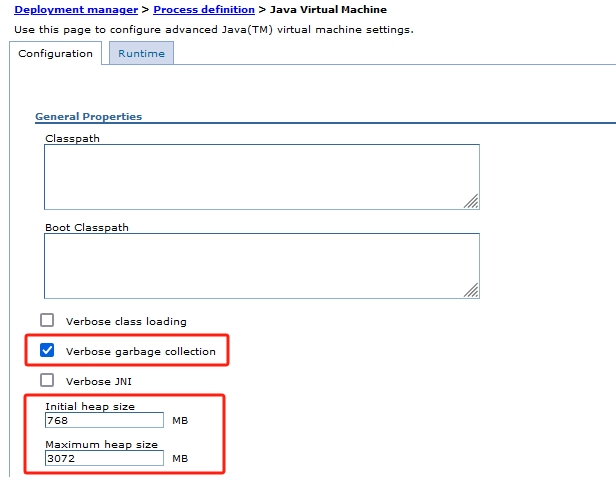 Deployment manager > Process definition > Java Virtual Machine
Use this page to configure advanced Java(TM) virtual machine settings.
Configuration Runtime
General Properties
Classpath
Boot Classpath
Verbose class loading
Verbose garbage collection
Verbose JNI
Initial heap size
768 MB
Maximum heap size
3072 MB